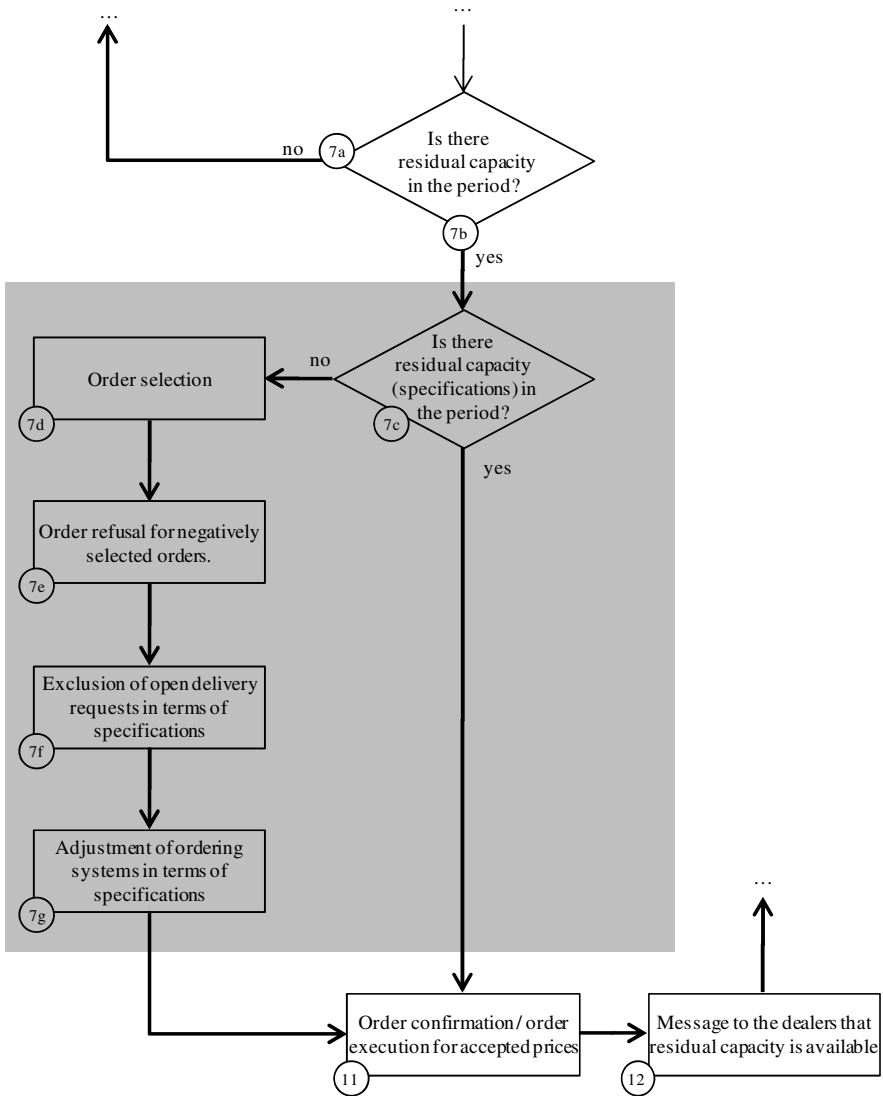 ...
...
Is there
residual capacity
in the period?
no
7a
7b
yes
Is there
residual capacity
(specifications) in
the period?
no
7c
yes
Order selection
7d
Order refusal for negatively
selected orders.
7e
Exclusion of open delivery
requests in terms of
specifications
7f
Adjustment of ordering
systems in terms of
specifications
7g
...
Order confirmation / order
execution for accepted prices
11
Message to the dealers that
residual capacity is available
12